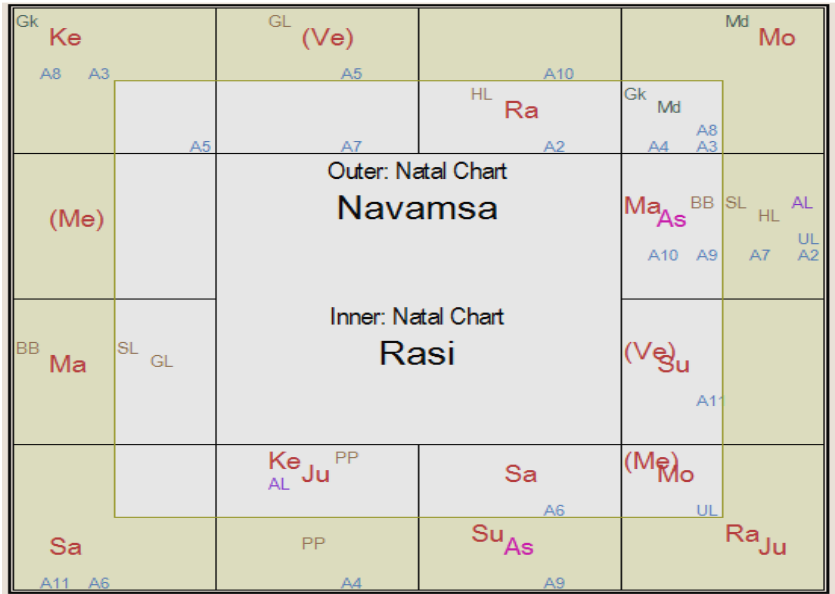 Gk Ke GL (Ve) Md Mo
A8 A3 A5 A10
HL Ra Gk Md
A8
A5 A7 A2 A4 A3
Outer: Natal Chart
Navamsa
(Me) Ma As BB SL HL AL
UL
A10 A9 A7 A2
Inner: Natal Chart
Rasi
BB Ma SL GL (Ve) Su
A11
Ke Ju PP Sa (Me) Mo
AL
A6 UL
Sa PP Su As Ra Ju
A11 A6 A4 A9